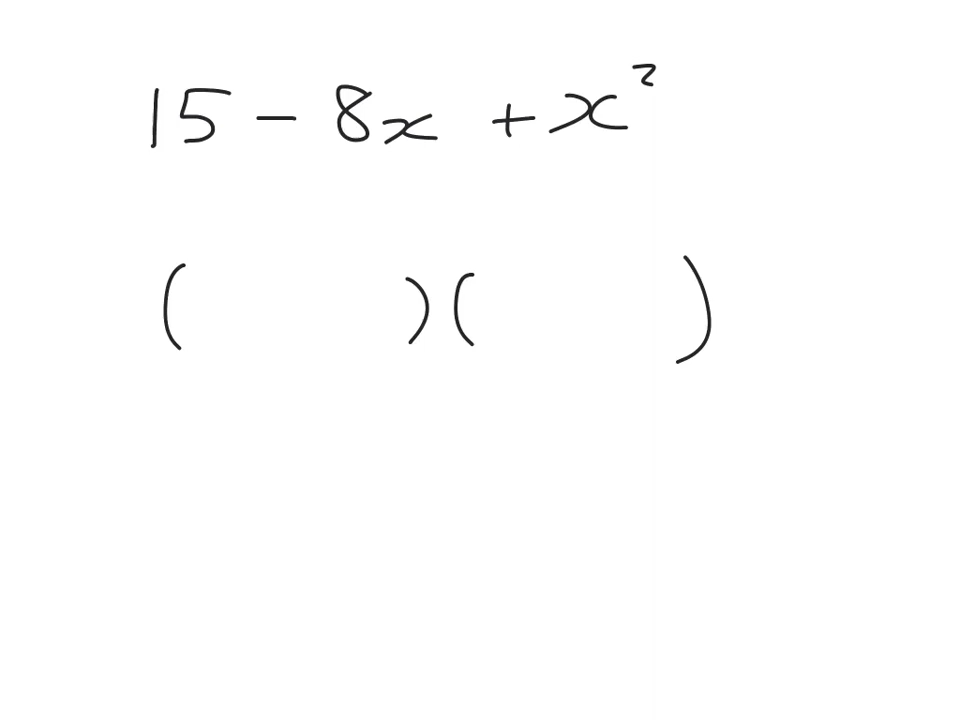 15 - 8x + x²
( )( )